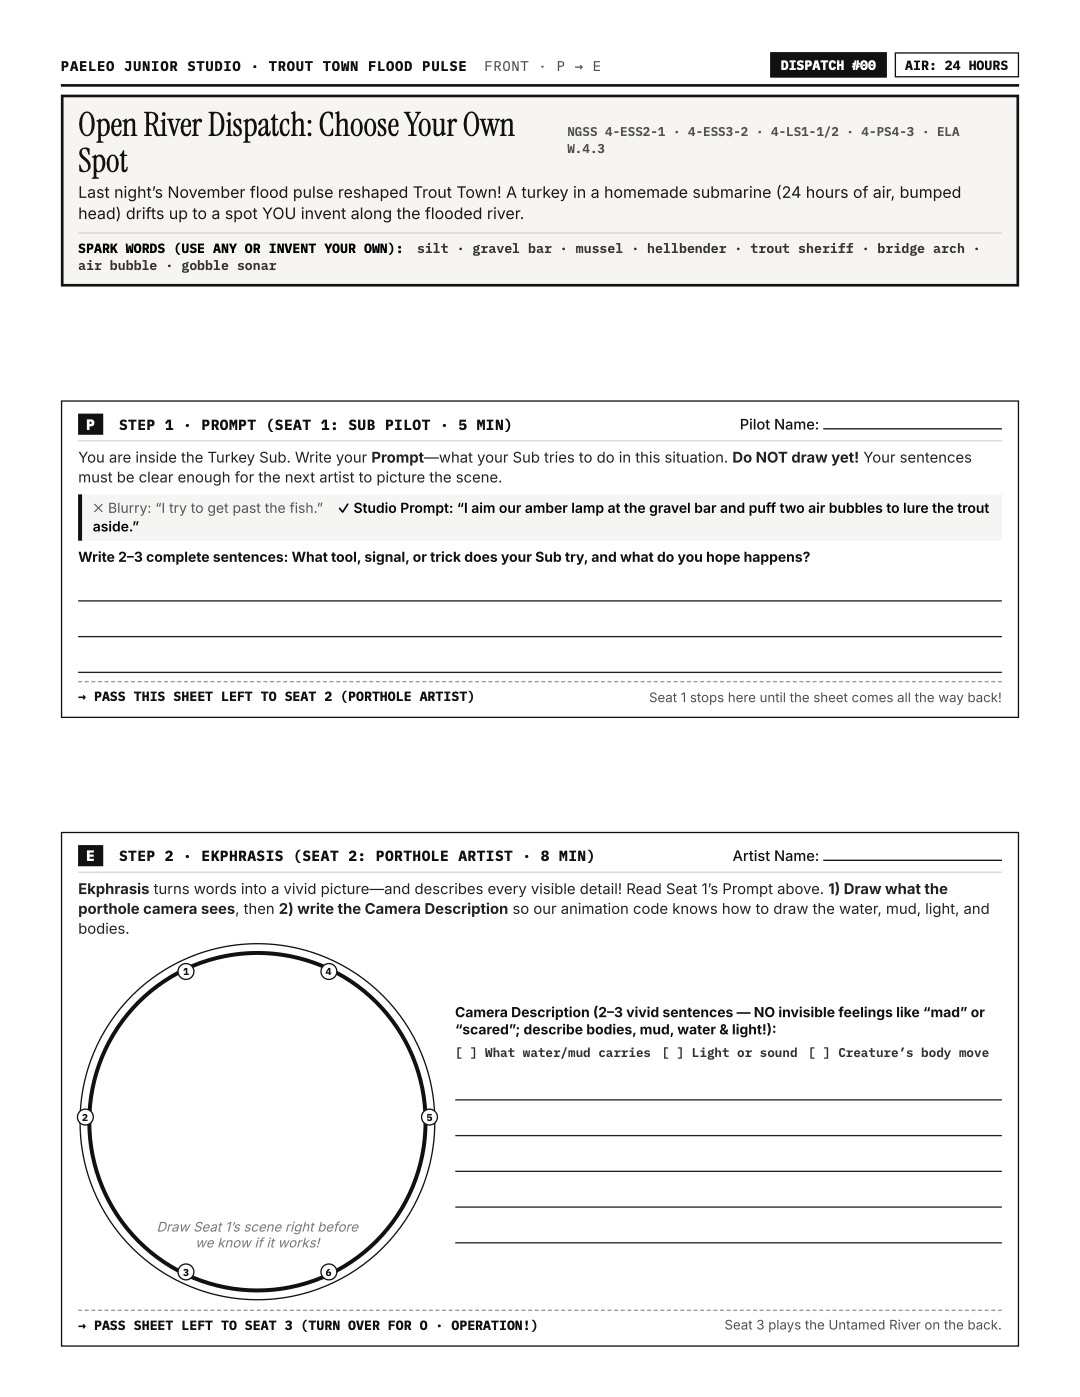 PAELEO JUNIOR STUDIO · TROUT TOWN FLOOD PULSE FRONT · P → E
DISPATCH #00 AIR: 24 HOURS
Open River Dispatch: Choose Your Own
Spot
NGSS 4-ESS2-1 · 4-ESS3-2 · 4-LS1-1/2 · 4-PS4-3 · ELA
W.4.3
Last night’s November flood pulse reshaped Trout Town! A turkey in a homemade submarine (24 hours of air, bumped
head) drifts up to a spot YOU invent along the flooded river.
SPARK WORDS (USE ANY OR INVENT YOUR OWN): silt · gravel bar · mussel · hellbender · trout sheriff · bridge arch ·
air bubble · gobble sonar
P STEP 1 · PROMPT (SEAT 1: SUB PILOT · 5 MIN) Pilot Name:
You are inside the Turkey Sub. Write your Prompt—what your Sub tries to do in this situation. Do NOT draw yet! Your sentences
must be clear enough for the next artist to picture the scene.
✕ Blurry: “I try to get past the fish.” ✓ Studio Prompt: “I aim our amber lamp at the gravel bar and puff two air bubbles to lure the trout
aside.”
Write 2–3 complete sentences: What tool, signal, or trick does your Sub try, and what do you hope happens?
→ PASS THIS SHEET LEFT TO SEAT 2 (PORTHOLE ARTIST) Seat 1 stops here until the sheet comes all the way back!
E STEP 2 · EKPHRASIS (SEAT 2: PORTHOLE ARTIST · 8 MIN) Artist Name:
Ekphrasis turns words into a vivid picture—and describes every visible detail! Read Seat 1’s Prompt above. 1) Draw what the
porthole camera sees, then 2) write the Camera Description so our animation code knows how to draw the water, mud, light, and
bodies.
1 4
2 5
3 6
Draw Seat 1’s scene right before
we know if it works!
Camera Description (2–3 vivid sentences — NO invisible feelings like “mad” or
“scared”; describe bodies, mud, water & light!):
[ ] What water/mud carries [ ] Light or sound [ ] Creature’s body move
→ PASS SHEET LEFT TO SEAT 3 (TURN OVER FOR O · OPERATION!) Seat 3 plays the Untamed River on the back.